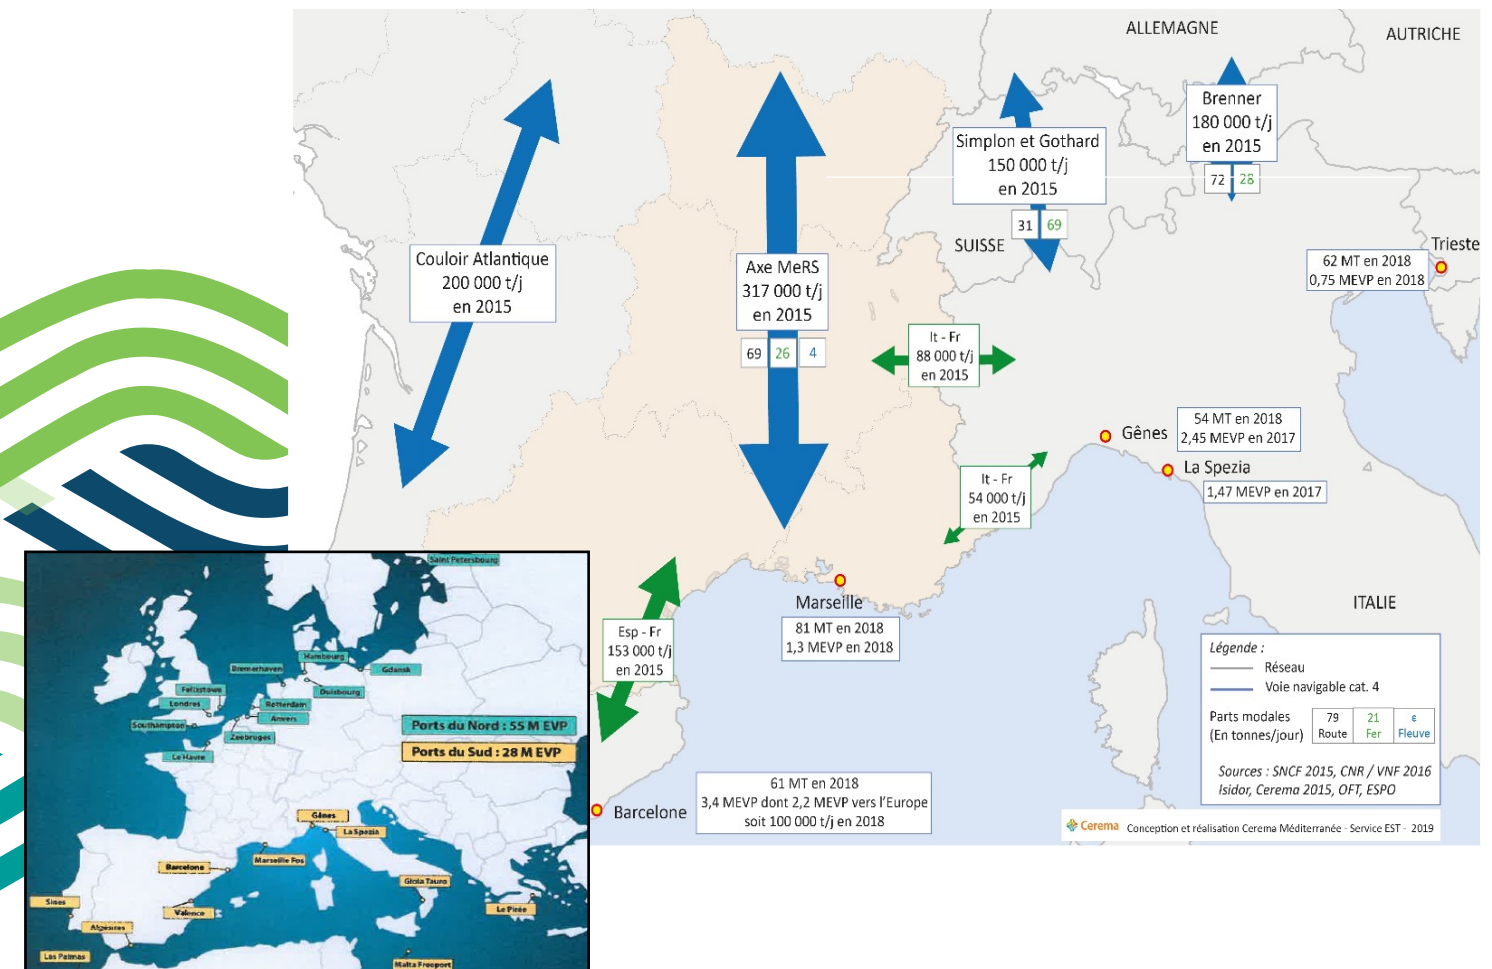 ALLEMAGNE
AUTRICHE
Brenner
180 000 t/j
en 2015
72 28
Simplon et Gothard
150 000 t/j
en 2015
31 69
SUISSE
Couloir Atlantique
200 000 t/j
en 2015
Axe MeRS
317 000 t/j
en 2015
69 26 4
Trieste
62 MT en 2018
0,75 MEVP en 2018
It - Fr
88 000 t/j
en 2015
54 MT en 2018
2,45 MEVP en 2017
Gênes
La Spezia
1,47 MEVP en 2017
It - Fr
54 000 t/j
en 2015
Marseille
81 MT en 2018
1,3 MEVP en 2018
ITALIE
Esp - Fr
153 000 t/j
en 2015
Barcelone
61 MT en 2018
3,4 MEVP dont 2,2 MEVP vers l'Europe
soit 100 000 t/j en 2018
Légende :
Réseau
Voie navigable cat. 4
Parts modales
(En tonnes/jour)
79 21 ε
Route Fer Fleuve
Sources : SNCF 2015, CNR / VNF 2016
Isidor, Cerema 2015, OFT, ESPO
Cerema Conception et réalisation Cerema Méditerranée - Service EST - 2019
Saint Petersbourg
Hambourg
Bremerhaven
Gdansk
Duisbourg
Felixstowe
Londres
Rotterdam
Anvers
Southampton
Zeebruges
Le Havre
Ports du Nord : 55 M EVP
Ports du Sud : 28 M EVP
Gênes
La Spezia
Marseille Fos
Barcelone
Gioia Tauro
Sines
Valence
Le Pirée
Algésires
Las Palmas
Malta Freeport